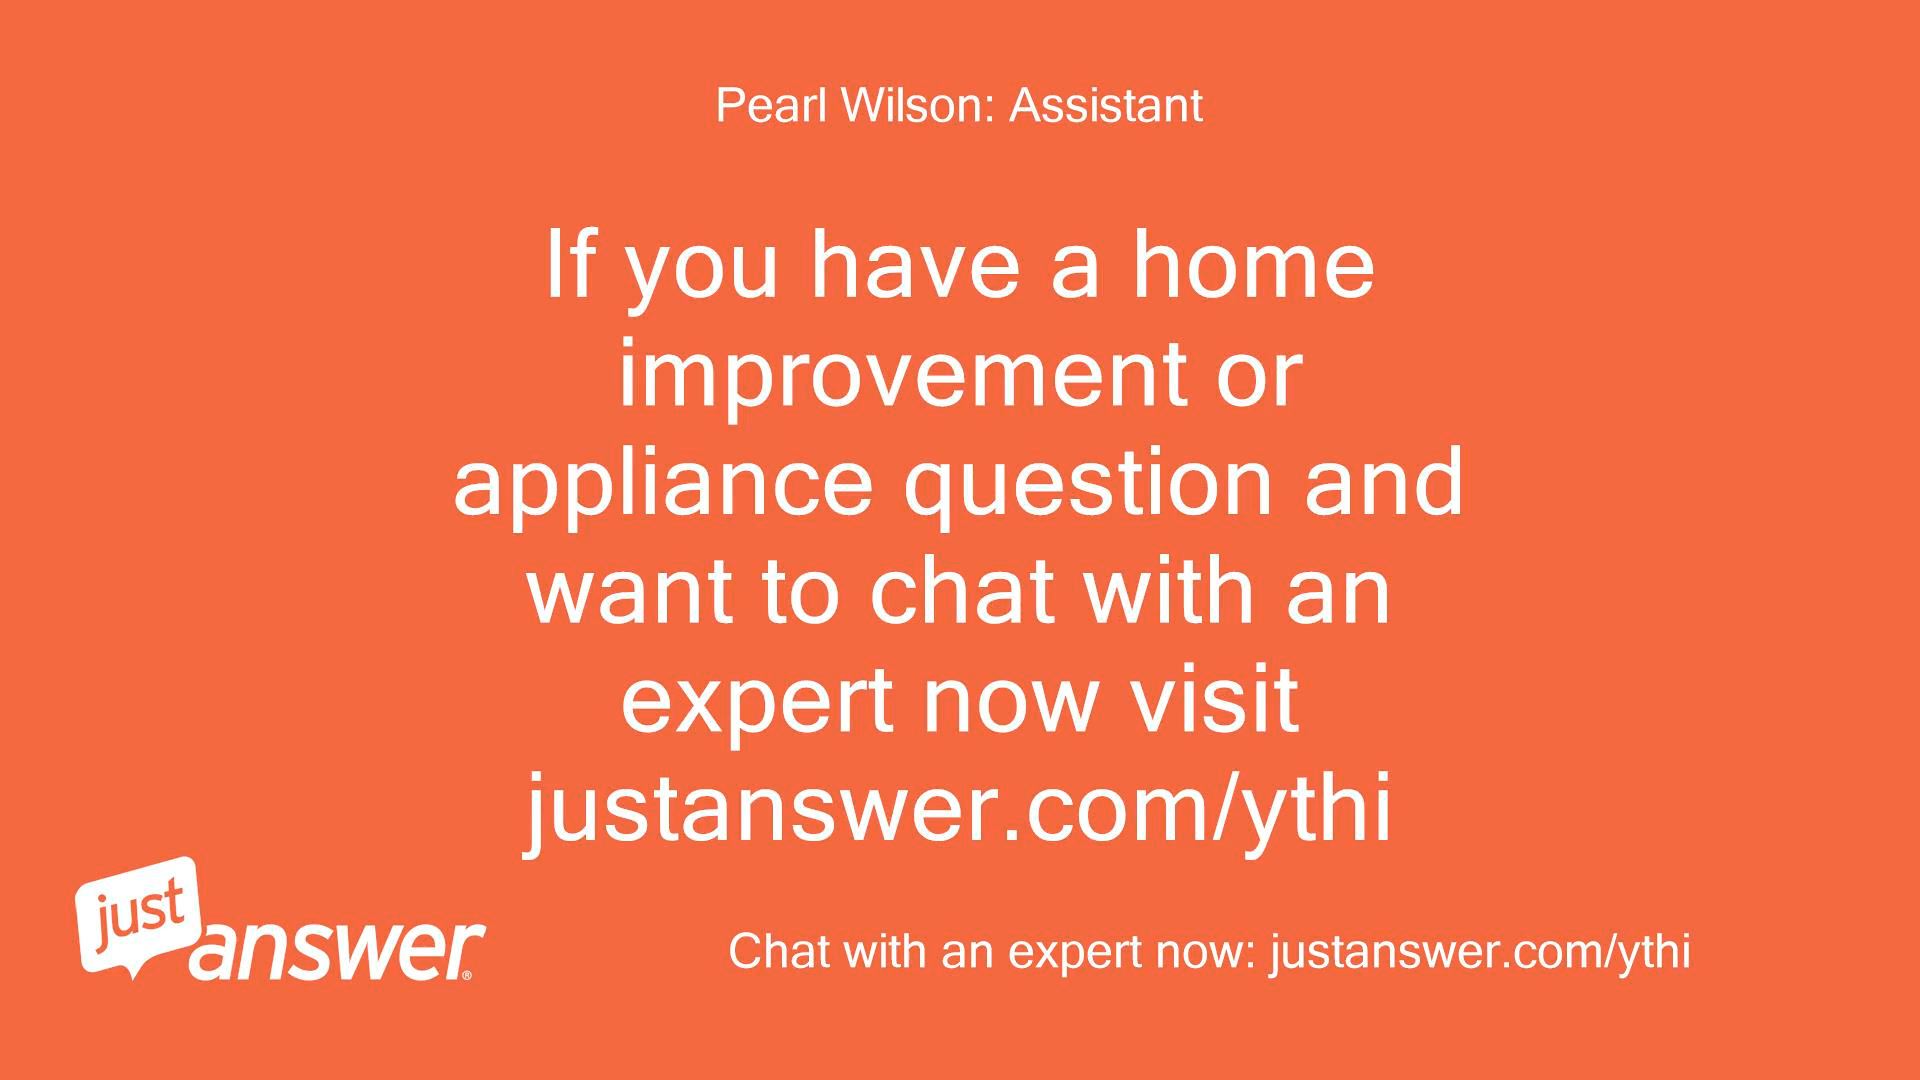 Pearl Wilson: Assistant
If you have a home
improvement or
appliance question and
want to chat with an
expert now visit
justanswer.com/ythi
just
answer®
Chat with an expert now: justanswer.com/ythi